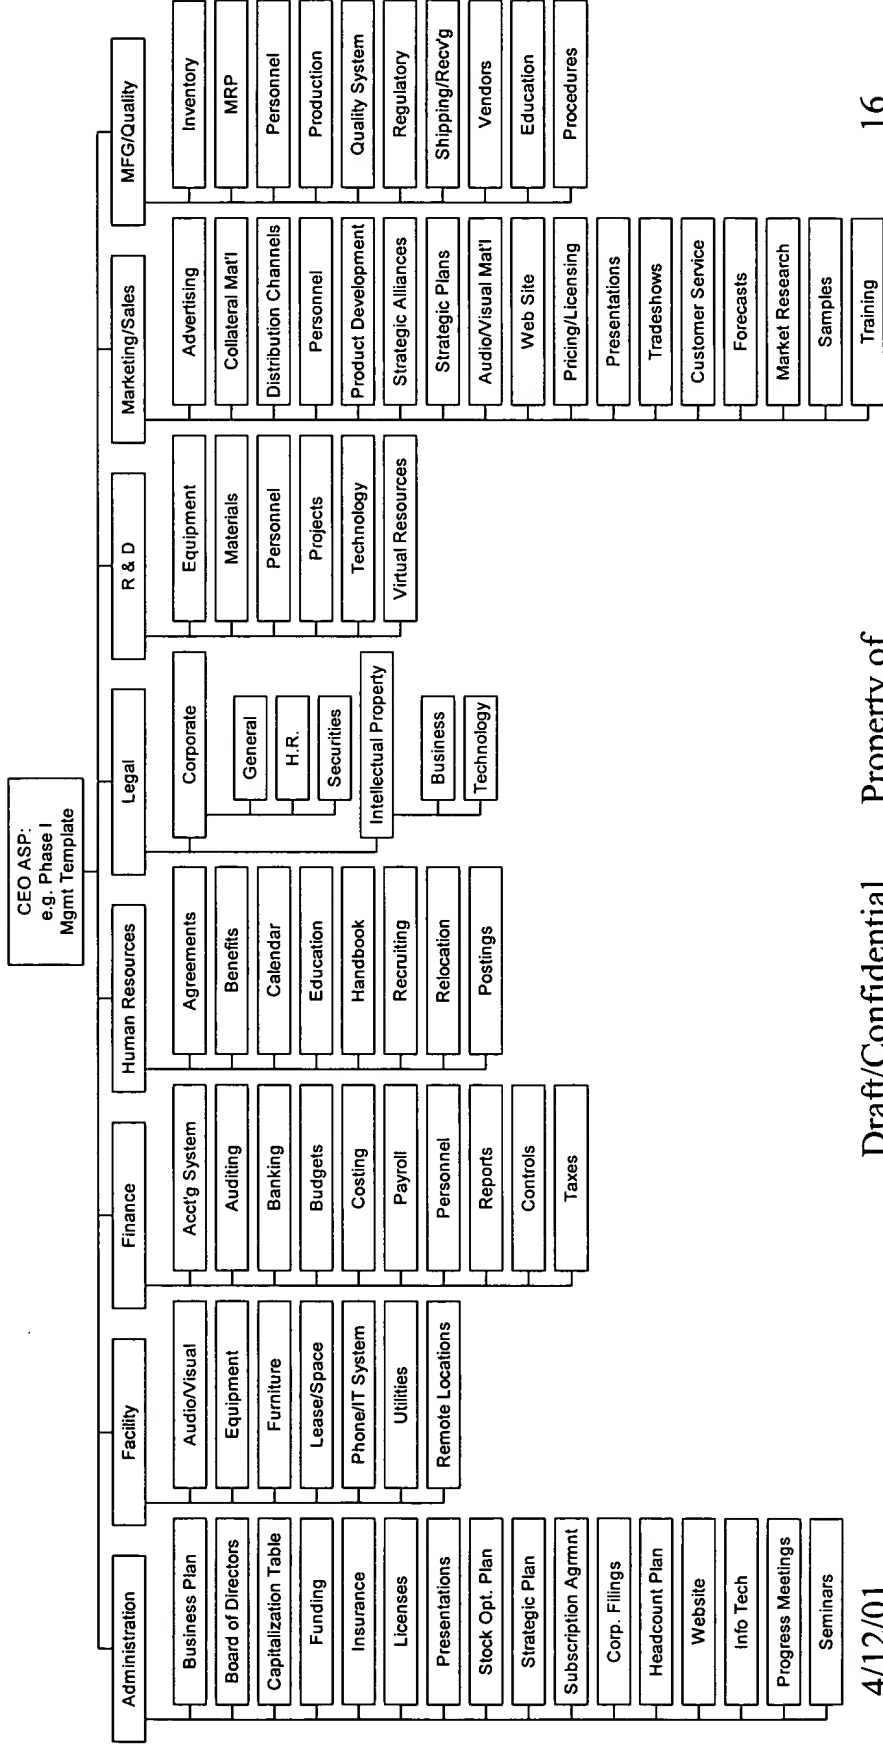 CEO ASP:
e.g. Phase I
Mgmt Template
Administration
Business Plan
Board of Directors
Capitalization Table
Funding
Insurance
Licenses
Presentations
Stock Opt. Plan
Strategic Plan
Subscription Agrmnt
Corp. Filings
Headcount Plan
Website
Info Tech
Progress Meetings
Seminars
Facility
Audio/Visual
Equipment
Furniture
Lease/Space
Phone/IT System
Utilities
Remote Locations
Finance
Acct'g System
Auditing
Banking
Budgets
Costing
Payroll
Personnel
Reports
Controls
Taxes
Human Resources
Agreements
Benefits
Calendar
Education
Handbook
Recruiting
Relocation
Postings
Legal
Corporate
General
H.R.
Securities
Intellectual Property
Business
Technology
R & D
Equipment
Materials
Personnel
Projects
Technology
Virtual Resources
Marketing/Sales
Advertising
Collateral Mat'l
Distribution Channels
Personnel
Product Development
Strategic Alliances
Strategic Plans
Audio/Visual Mat'l
Web Site
Pricing/Licensing
Presentations
Tradeshows
Customer Service
Forecasts
Market Research
Samples
Training
MFG/Quality
Inventory
MRP
Personnel
Production
Quality System
Regulatory
Shipping/Recv'g
Vendors
Education
Procedures
4/12/01 Draft/Confidential Property of 16